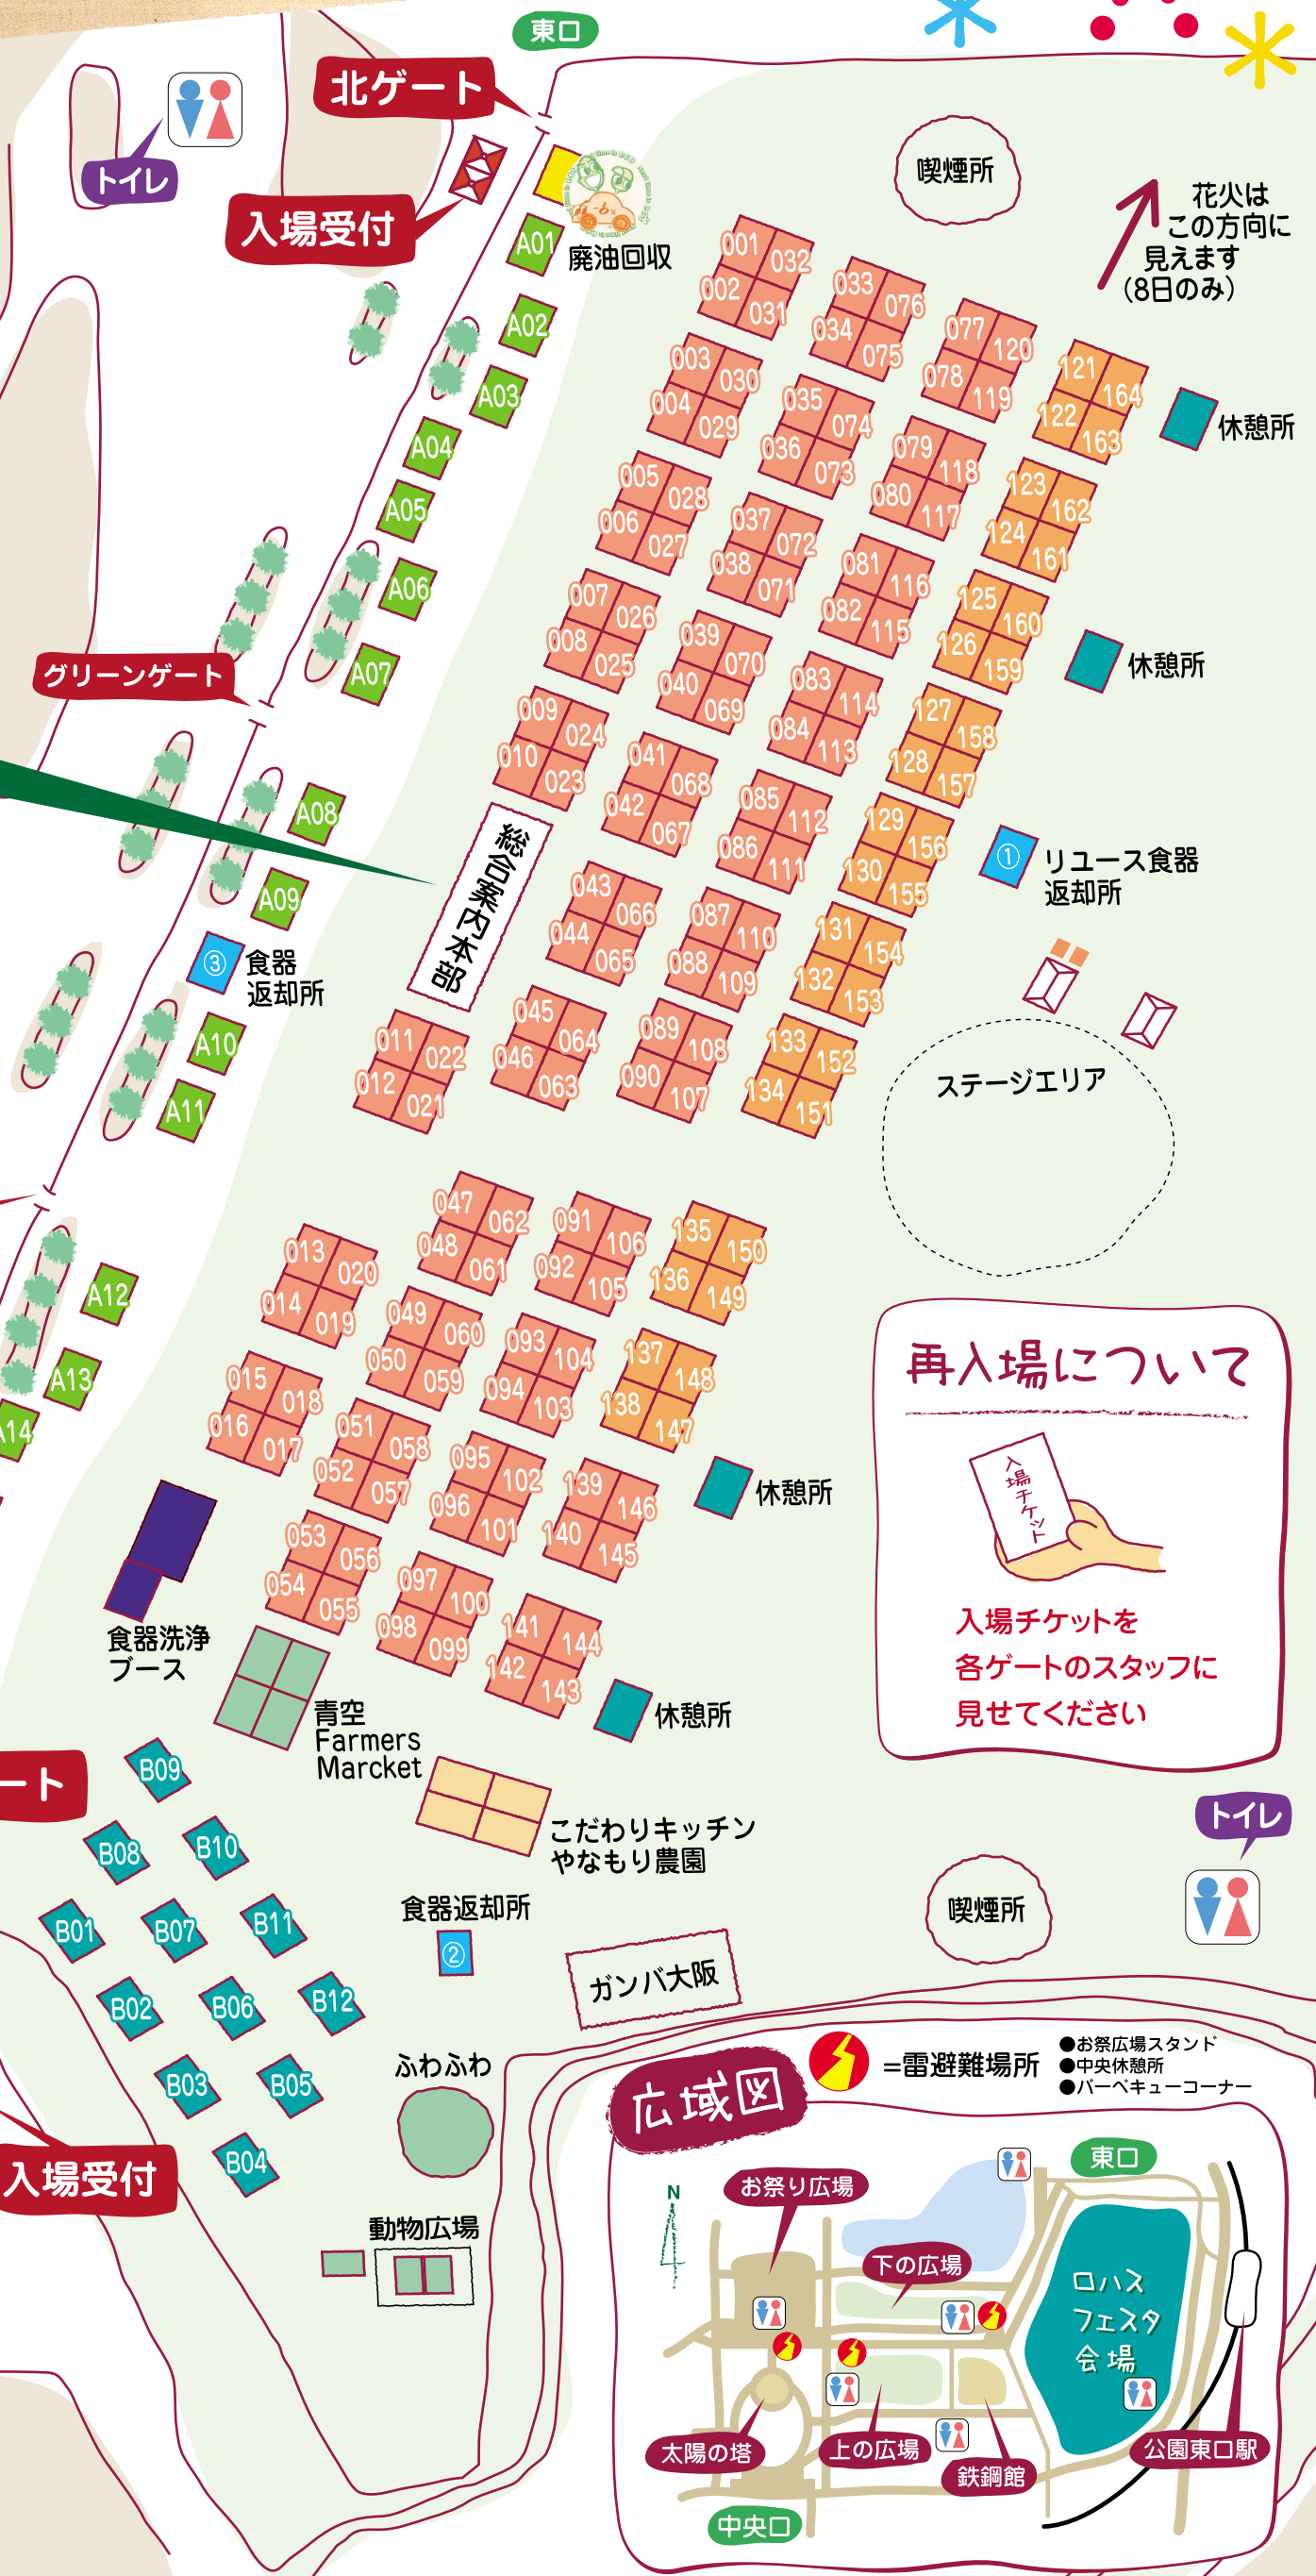 東口
北ゲート
トイレ
入場受付
廃油回収
喫煙所
花火は
この方向に
見えます
(8日のみ)
A01
A02
A03
A04
A05
A06
A07
グリーンゲート
A08
A09
③
食器
返却所
A10
A11
A12
A13
A14
001 032
002 031
003 030
004 029
005 028
006 027
007 026
008 025
009 024
010 023
総合案内本部
011 022
012 021
013 020
014 019
015 018
016 017
033 076
034 075
035 074
036 073
037 072
038 071
039 070
040 069
041 068
042 067
043 066
044 065
045 064
046 063
047 062
048 061
049 060
050 059
051 058
052 057
053 056
054 055
077 120
078 119
079 118
080 117
081 116
082 115
083 114
084 113
085 112
086 111
087 110
088 109
089 108
090 107
091 106
092 105
093 104
094 103
095 102
096 101
097 100
098 099
121 164
122 163
123 162
124 161
125 160
126 159
127 158
128 157
129 156
130 155
131 154
132 153
133 152
134 151
135 150
136 149
137 148
138 147
139 146
140 145
141 144
142 143
休憩所
休憩所
①
リユース食器
返却所
ステージエリア
再入場について
入場チケット
入場チケットを
各ゲートのスタッフに
見せてください
休憩所
休憩所
食器洗浄
ブース
青空
Farmers
Marcket
こだわりキッチン
やなもり農園
ート
B09
B08
B10
B01
B07
B11
B02
B06
B12
B03
B05
B04
食器返却所
②
ガンバ大阪
喫煙所
トイレ
ふわふわ
入場受付
動物広場
広域図
=雷避難場所
●お祭広場スタンド
●中央休憩所
●バーベキューコーナー
N
お祭り広場
東口
下の広場
ロハス
フェスタ
会場
太陽の塔
上の広場
鉄鋼館
公園東口駅
中央口